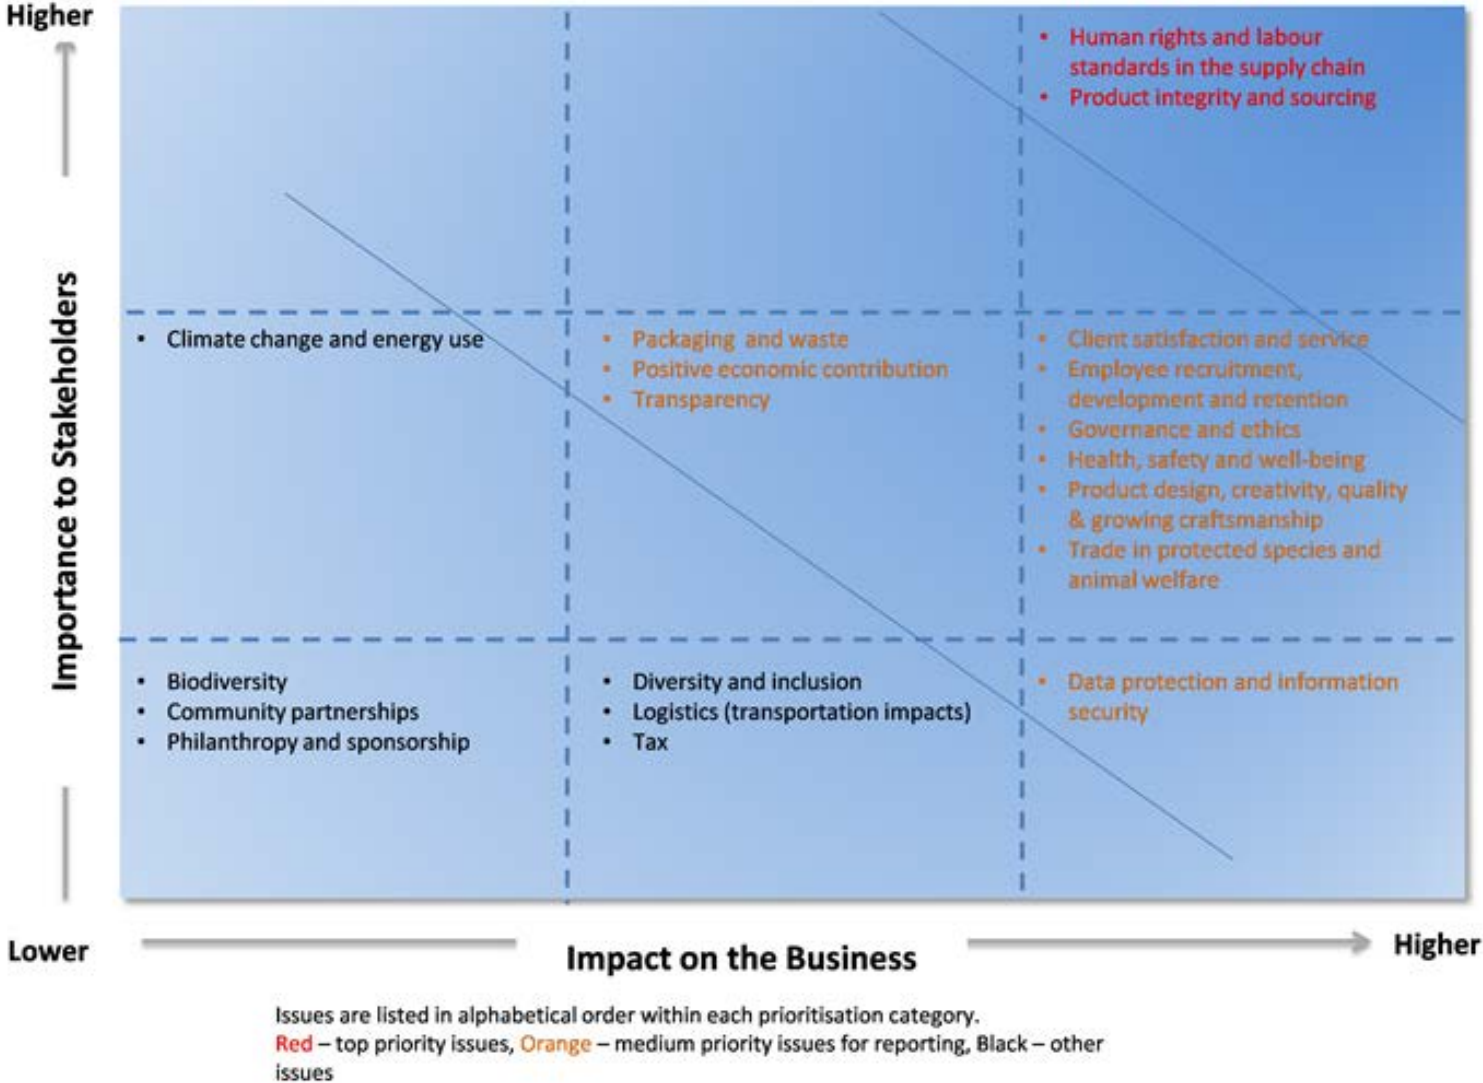 Higher
• Human rights and labour
standards in the supply chain
• Product integrity and sourcing
Importance to Stakeholders
• Climate change and energy use
• Packaging and waste
• Positive economic contribution
• Transparency
• Client satisfaction and service
• Employee recruitment,
development and retention
• Governance and ethics
• Health, safety and well-being
• Product design, creativity, quality
& growing craftsmanship
• Trade in protected species and
animal welfare
• Biodiversity
• Community partnerships
• Philanthropy and sponsorship
• Diversity and inclusion
• Logistics (transportation impacts)
• Tax
• Data protection and information
security
Lower
Impact on the Business
Higher
Issues are listed in alphabetical order within each prioritisation category.
Red – top priority issues, Orange – medium priority issues for reporting, Black – other
issues